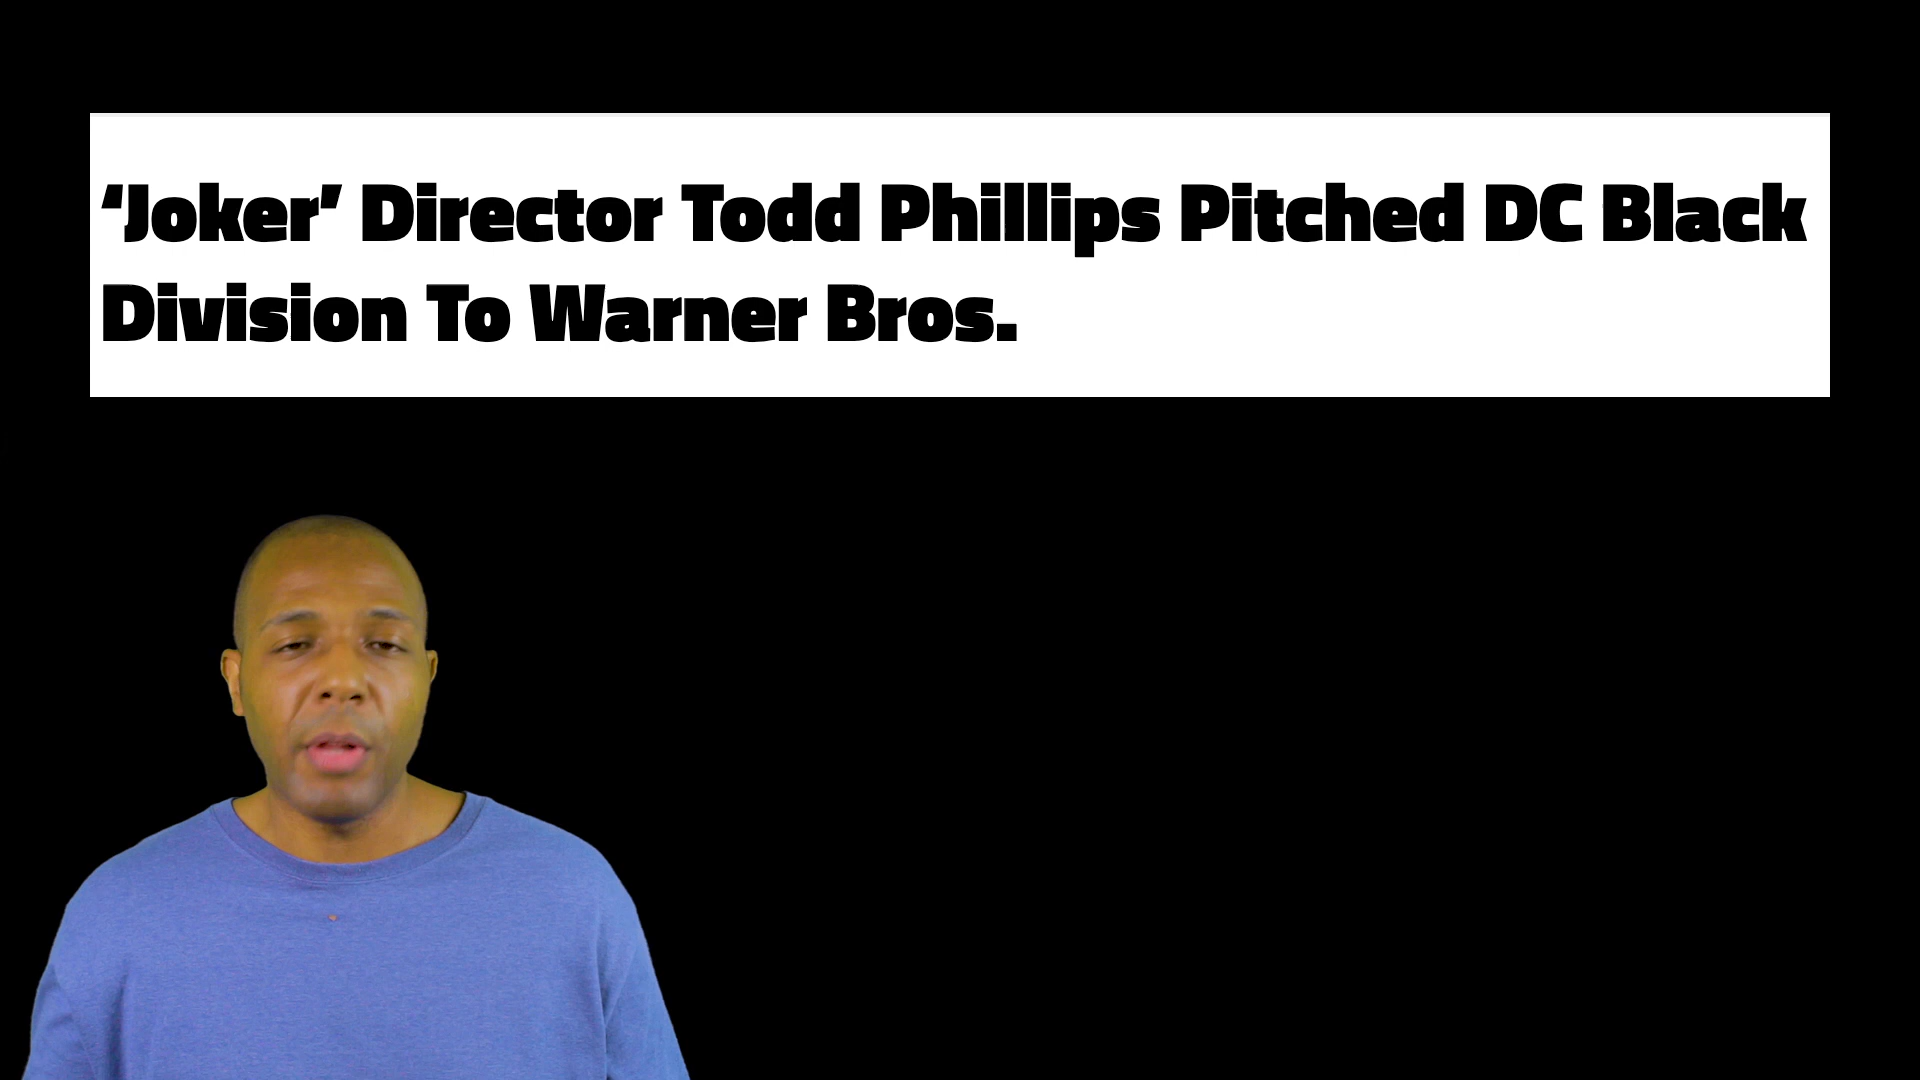 ‘Joker’ Director Todd Phillips Pitched DC Black
Division To Warner Bros.